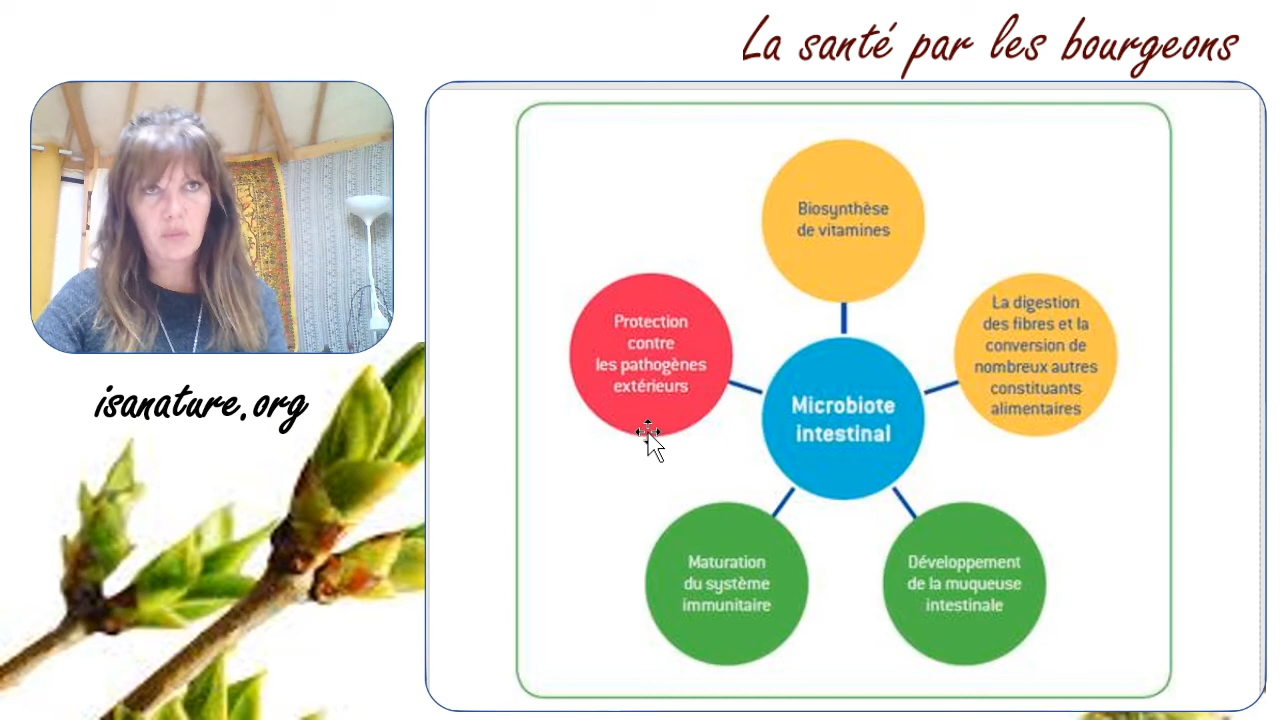 La santé par les bourgeons
isanature.org
Biosynthèse
de vitamines
Protection
contre
les pathogènes
extérieurs
La digestion
des fibres et la
conversion de
nombreux autres
constituants
alimentaires
Microbiote
intestinal
Maturation
du système
immunitaire
Développement
de la muqueuse
intestinale